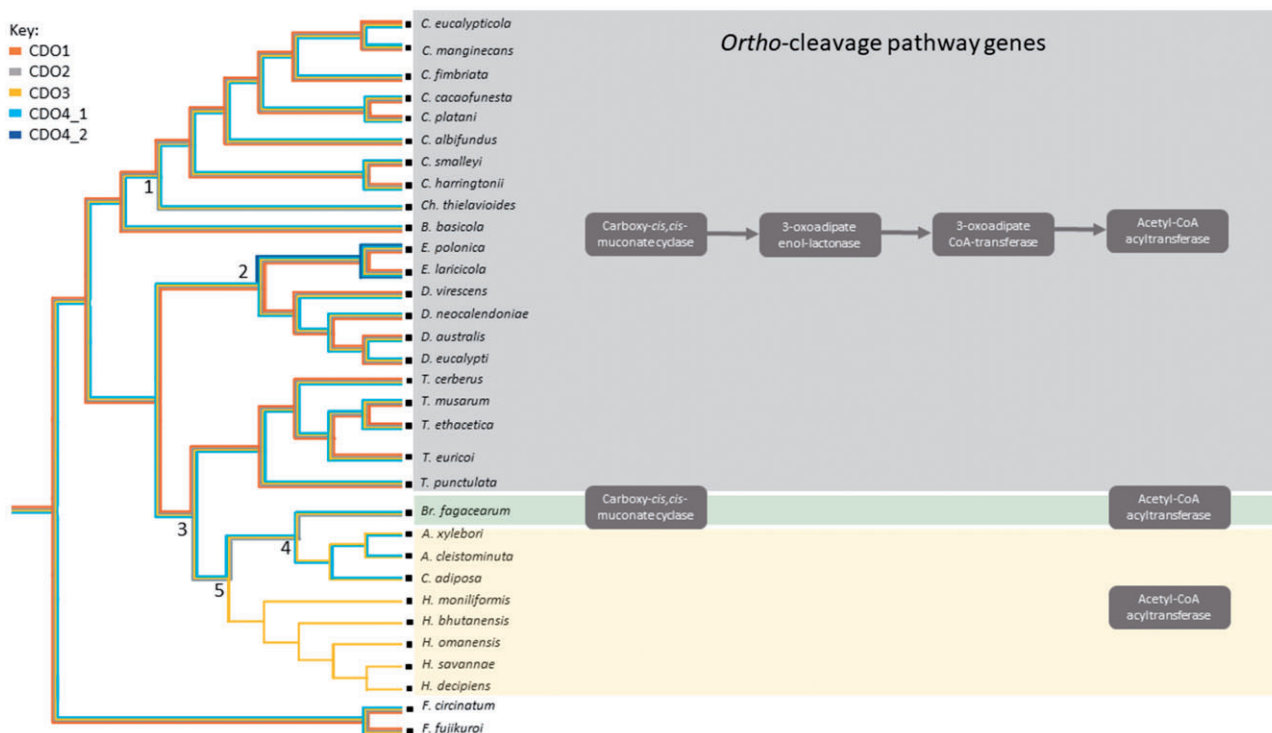 Key:
CDO1
CDO2
CDO3
CDO4_1
CDO4_2
Ortho-cleavage pathway genes
C. eucalypticola
C. manginecans
C. fimbriata
C. cacaofunesta
C. platani
C. albifundus
C. smalleyi
C. harringtonii
Ch. thielavioides
B. basicola
E. polonica
E. laricicola
D. virescens
D. neocalendoniae
D. australis
D. eucalypti
T. cerberus
T. musarum
T. ethacetica
T. euricoi
T. punctulata
Br. fagacearum
A. xylebori
A. cleistominuta
C. adiposa
H. moniliformis
H. bhutanensis
H. omanensis
H. savannae
H. decipiens
F. circinatum
F. fujikuroi
1
2
3
4
5
Carboxy-cis,cis-
muconate cyclase
3-oxoadipate
enol-lactonase
3-oxoadipate
CoA-transferase
Acetyl-CoA
acyltransferase
Carboxy-cis,cis-
muconate cyclase
Acetyl-CoA
acyltransferase
Acetyl-CoA
acyltransferase